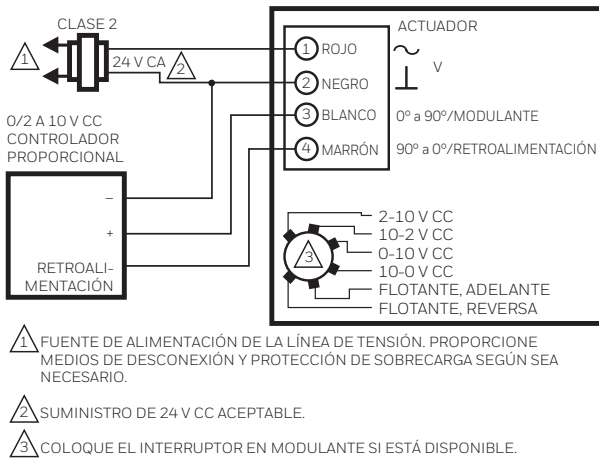 CLASE 2
1
24 V CA 2
0/2 A 10 V CC
CONTROLADOR
PROPORCIONAL
–
+
RETROALI-
MENTACIÓN
ACTUADOR
1 ROJO
V
2 NEGRO
3 BLANCO 0° a 90°/MODULANTE
4 MARRÓN 90° a 0°/RETROALIMENTACIÓN
3
2-10 V CC
10-2 V CC
0-10 V CC
10-0 V CC
FLOTANTE, ADELANTE
FLOTANTE, REVERSA
1 FUENTE DE ALIMENTACIÓN DE LA LÍNEA DE TENSIÓN. PROPORCIONE
MEDIOS DE DESCONEXIÓN Y PROTECCIÓN DE SOBRECARGA SEGÚN SEA
NECESARIO.
2 SUMINISTRO DE 24 V CC ACEPTABLE.
3 COLOQUE EL INTERRUPTOR EN MODULANTE SI ESTÁ DISPONIBLE.